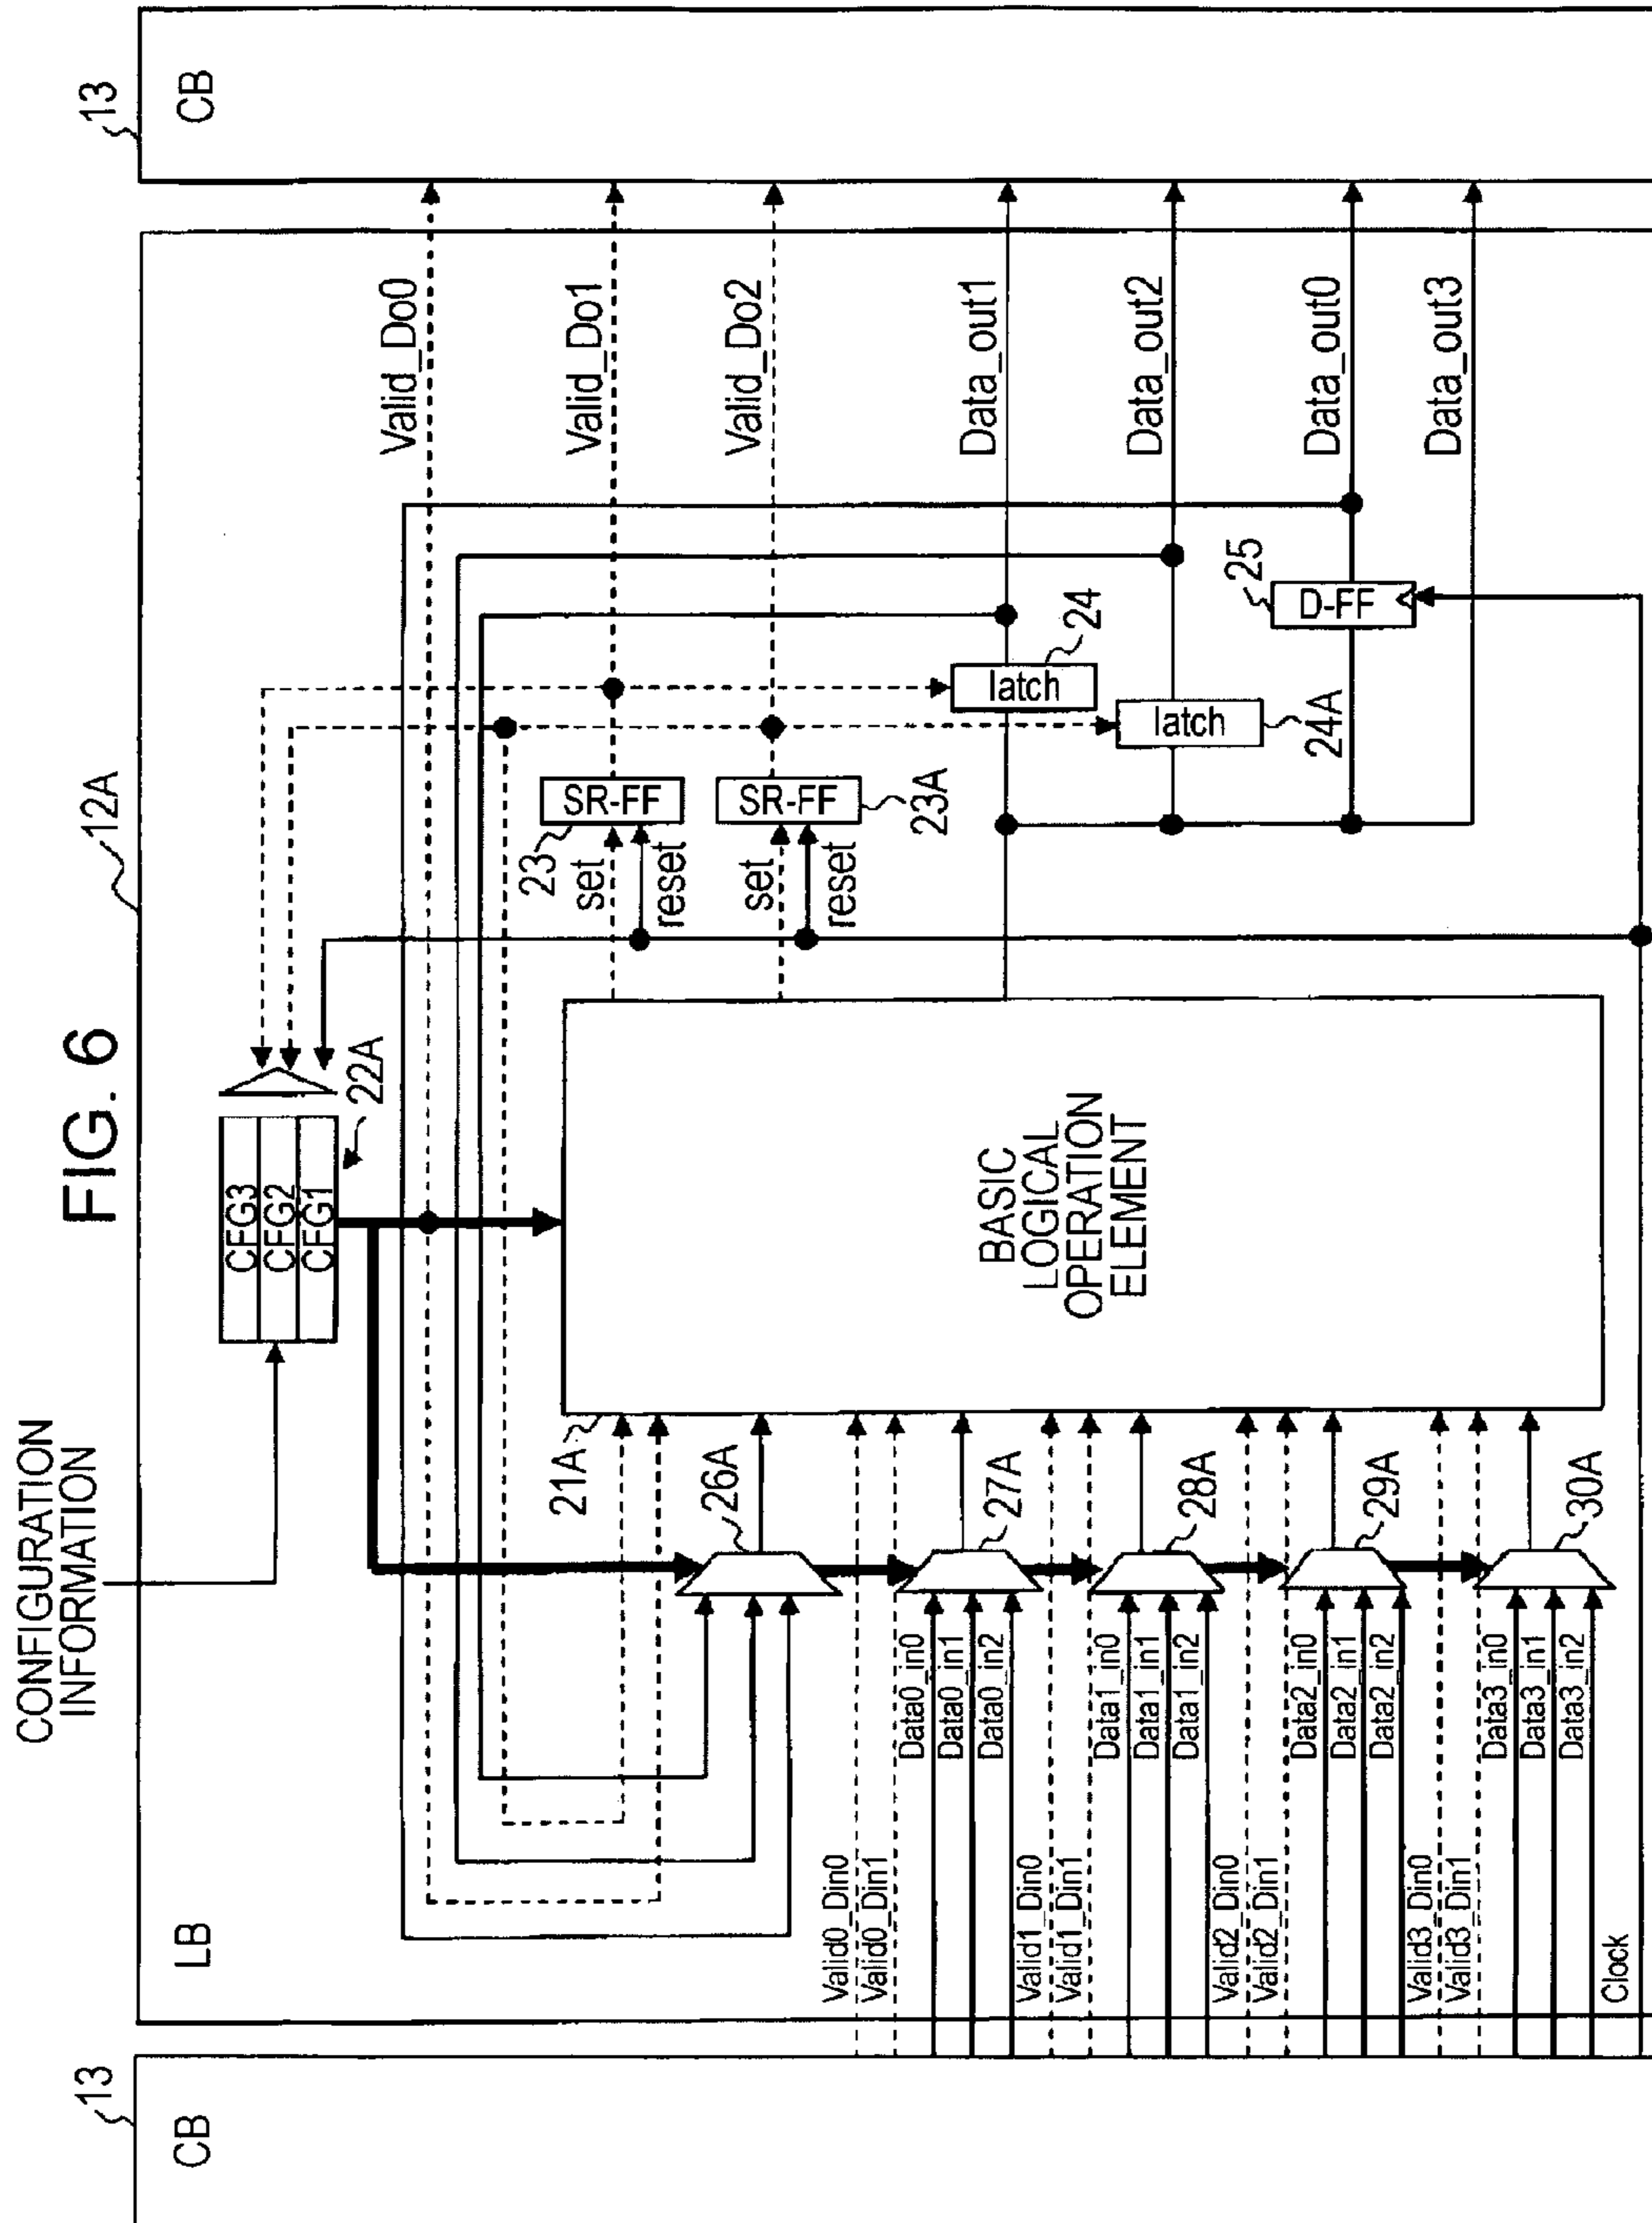 FIG. 6
CONFIGURATION
INFORMATION
12A
13
CB
LB
13
CB
CFG3
CFG2
CFG1
22A
21A
BASIC
LOGICAL
OPERATION
ELEMENT
26A
27A
28A
29A
30A
Valid0_Din0
Valid0_Din1
Data0_in0
Data0_in1
Data0_in2
Valid1_Din0
Valid1_Din1
Data1_in0
Data1_in1
Data1_in2
Valid2_Din0
Valid2_Din1
Data2_in0
Data2_in1
Data2_in2
Valid3_Din0
Valid3_Din1
Data3_in0
Data3_in1
Data3_in2
Clock
23
set
reset
SR-FF
set
reset
SR-FF
23A
latch
24
latch
24A
25
D-FF
Valid_Do0
Valid_Do1
Valid_Do2
Data_out1
Data_out2
Data_out0
Data_out3